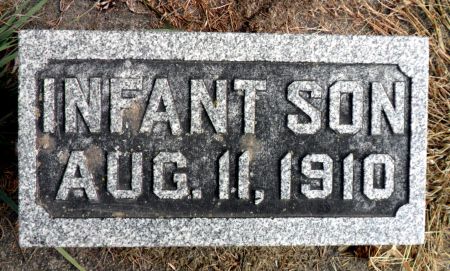 INFANT SON
AUG. 11, 1910